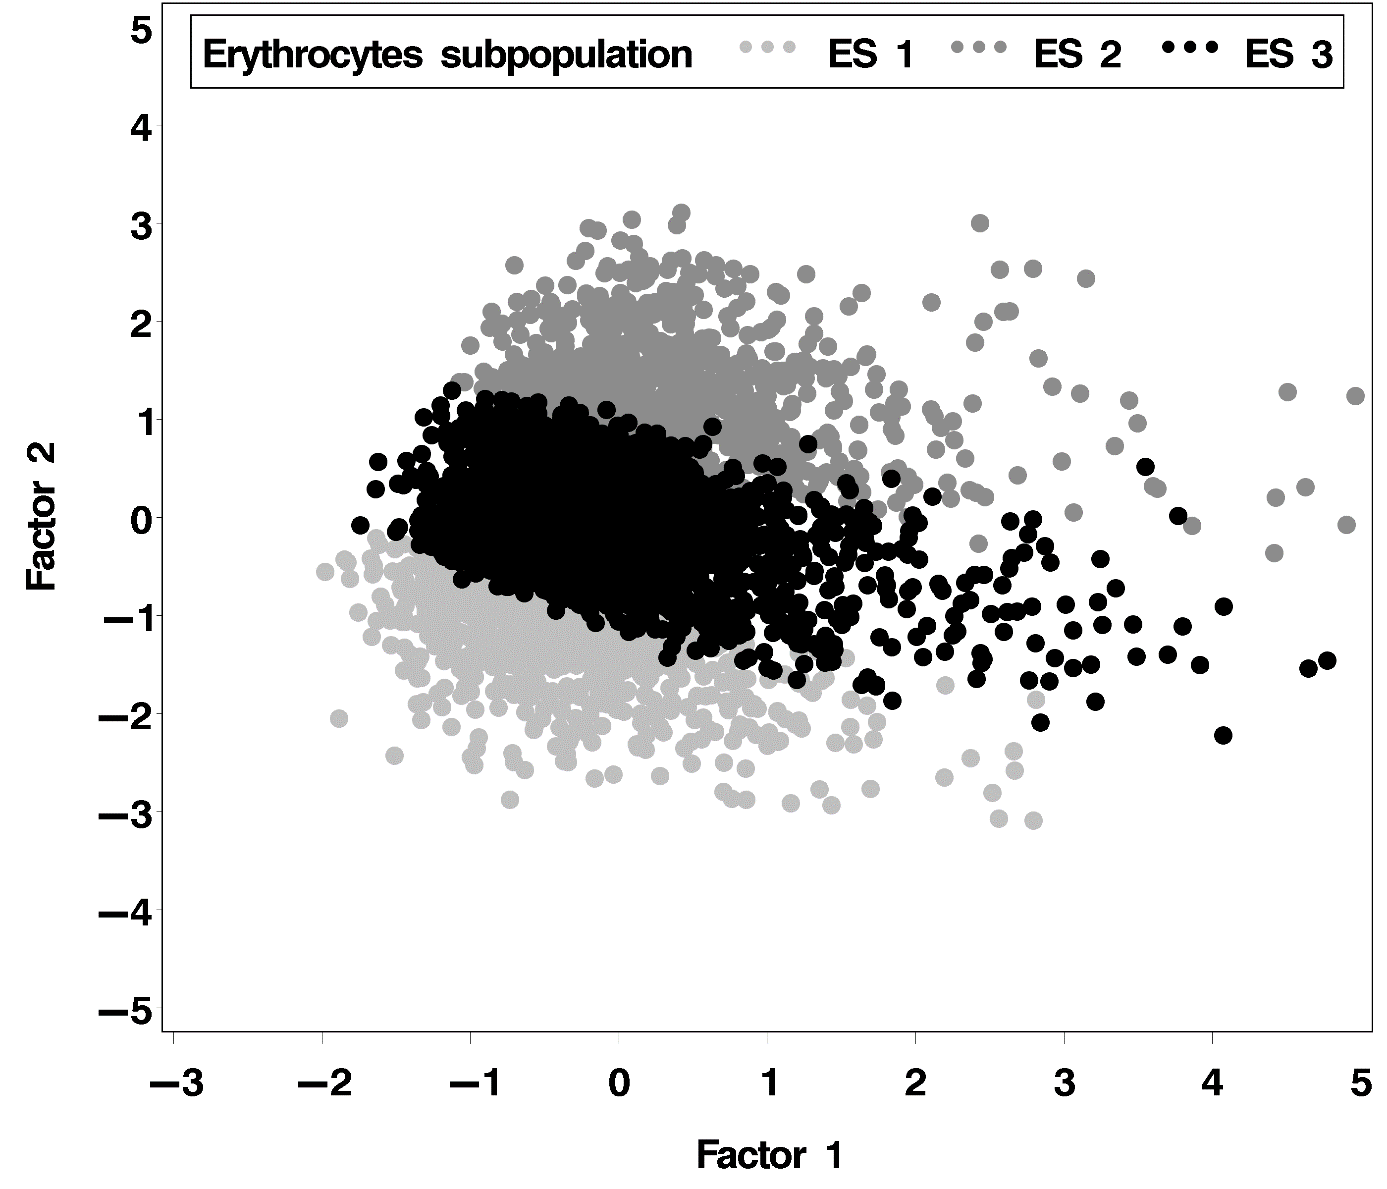 Erythrocytes subpopulation ES 1 ES 2 ES 3
5
4
3
2
1
0
−1
−2
−3
−4
−5
Factor 2
−3 −2 −1 0 1 2 3 4 5
Factor 1